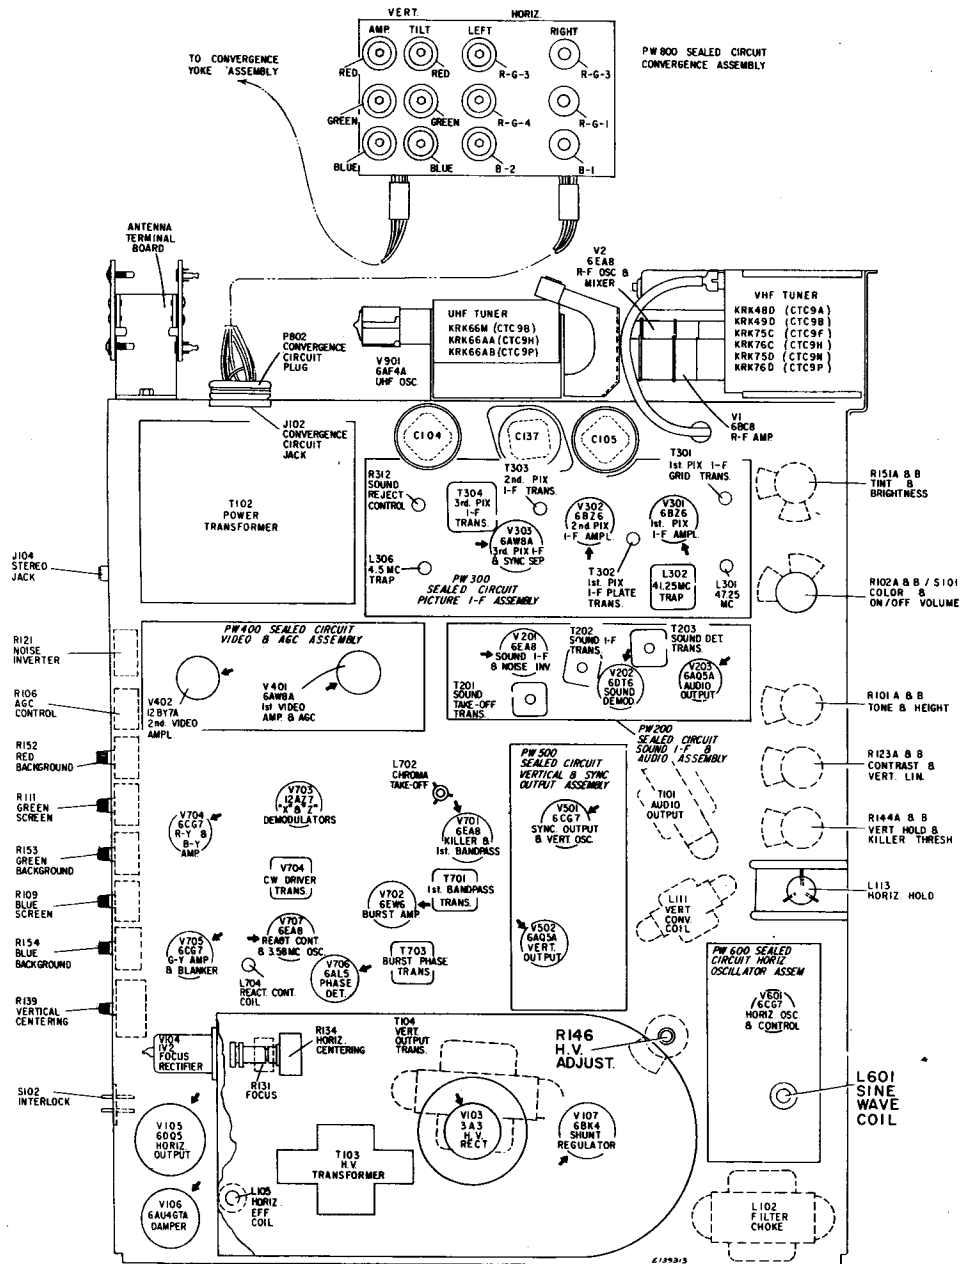 VERT.
HORIZ.
AMP.
TILT
LEFT
RIGHT
RED
RED
R-G-3
R-G-3
GREEN
GREEN
R-G-4
R-G-1
BLUE
BLUE
B-2
B-1
PW 800 SEALED CIRCUIT
CONVERGENCE ASSEMBLY
TO CONVERGENCE
YOKE ASSEMBLY
ANTENNA
TERMINAL
BOARD
P802
CONVERGENCE
CIRCUIT
PLUG
J102
CONVERGENCE
CIRCUIT
JACK
V901
6AF4A
UHF OSC.
UHF TUNER
KRK66M (CTC9B)
KRK66AA (CTC9H)
KRK66AB (CTC9P)
V2
6EA8
R-F OSC &
MIXER
VHF TUNER
KRK48D (CTC9A)
KRK49D (CTC9B)
KRK75C (CTC9F)
KRK76C (CTC9H)
KRK75D (CTC9N)
KRK76D (CTC9P)
V1
6BC8
R-F AMP.
C104
C137
C105
T102
POWER
TRANSFORMER
R312
SOUND
REJECT
CONTROL
T304
3rd. PIX
I-F
TRANS.
T303
2nd. PIX
I-F TRANS.
T301
1st. PIX I-F
GRID TRANS.
V303
6AW8A
3rd PIX I-F
& SYNC SEP.
V302
6BZ6
2nd PIX
I-F AMPL.
V301
6BZ6
1st. PIX
I-F AMPL.
L306
4.5 MC
TRAP
T302
1st. PIX
I-F PLATE
TRANS.
L302
41.25MC
TRAP
L301
47.25
MC
PW 300
SEALED CIRCUIT
PICTURE I-F ASSEMBLY
R151A & B
TINT &
BRIGHTNESS
J104
STEREO
JACK
R102A & B / S101
COLOR &
ON/OFF VOLUME
R121
NOISE
INVERTER
PW400 SEALED CIRCUIT
VIDEO & AGC ASSEMBLY
V402
12BY7A
2nd. VIDEO
AMPL
V401
6AW8A
1st VIDEO
AMP. & AGC
V201
6EA8
SOUND I-F
& NOISE INV.
T202
SOUND I-F
TRANS.
T203
SOUND DET.
TRANS.
T201
SOUND
TAKE-OFF
TRANS.
V202
6DT6
SOUND
DEMOD.
V203
6AQ5A
AUDIO
OUTPUT
PW200
SEALED CIRCUIT
SOUND I-F &
AUDIO ASSEMBLY
R106
AGC
CONTROL
R101A & B
TONE & HEIGHT
R152
RED
BACKGROUND
R123A & B
CONTRAST &
VERT. LIN.
R111
GREEN
SCREEN
R144A & B
VERT HOLD &
KILLER THRESH
R153
GREEN
BACKGROUND
R109
BLUE
SCREEN
L113
HORIZ. HOLD
R154
BLUE
BACKGROUND
R139
VERTICAL
CENTERING
L702
CHROMA
TAKE-OFF
V703
12AZ7
"X & Z"
DEMODULATORS
V704
6CG7
R-Y &
B-Y
AMP.
V701
6EA8
KILLER &
1st. BANDPASS
V704
CW DRIVER
TRANS.
T701
1st. BANDPASS
TRANS.
V702
6EW6
BURST AMP.
V705
6CG7
G-Y AMP
& BLANKER
V707
6EA8
REACT CONT.
& 3.58MC OSC.
L704
REACT. CONT.
COIL
V706
6AL5
PHASE
DET.
T703
BURST PHASE
TRANS
PW 500
SEALED CIRCUIT
VERTICAL & SYNC
OUTPUT ASSEMBLY
V501
6CG7
SYNC. OUTPUT
& VERT OSC.
V502
6AQ5A
VERT.
OUTPUT
T101
AUDIO
OUTPUT
L111
VERT
CONV.
COIL
PW 600 SEALED
CIRCUIT HORIZ
OSCILLATOR ASSEM
V601
6CG7
HORIZ OSC.
& CONTROL
L601
SINE
WAVE
COIL
V104
IV2
FOCUS
RECTIFIER
R134
HORIZ.
CENTERING
R131
FOCUS
T104
VERT.
OUTPUT
TRANS.
R146
H.V.
ADJUST.
S102
INTERLOCK
V105
6DQ5
HORIZ
OUTPUT
V103
3A3
H.V.
RECT
V107
6BK4
SHUNT
REGULATOR
T103
H.V.
TRANSFORMER
V106
6AU4GTA
DAMPER
L105
HORIZ.
EFF
COIL
L102
FILTER
CHOKE
E139313